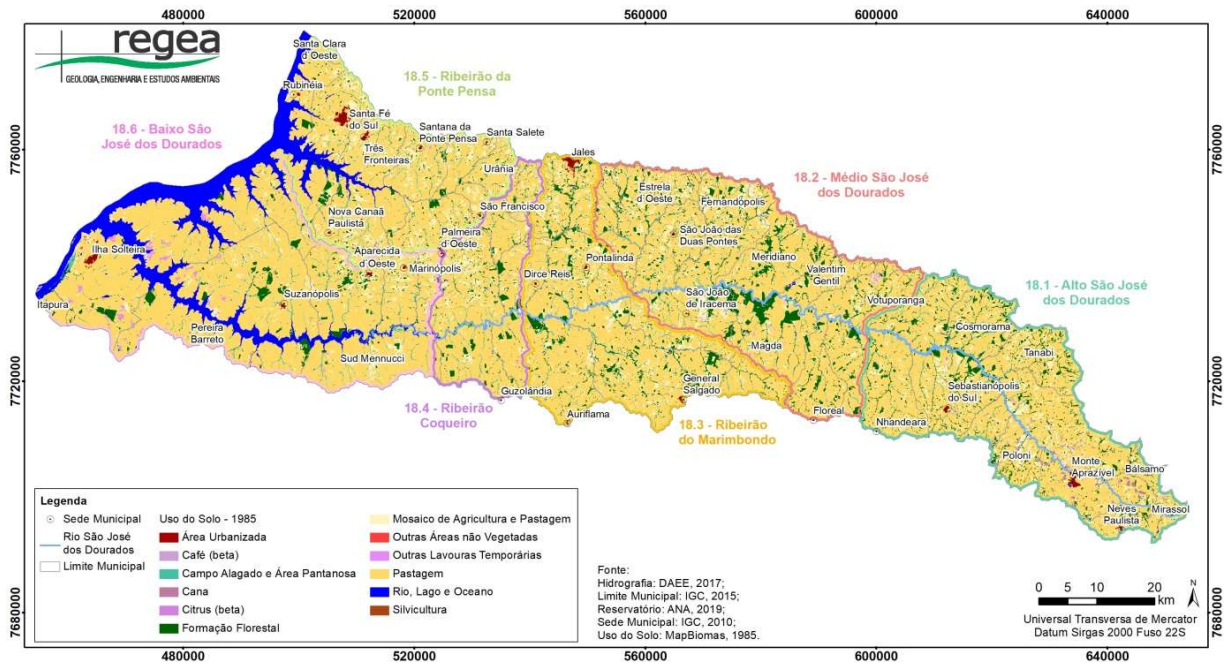 480000
520000
560000
600000
640000
regea
GEOLOGIA, ENGENHARIA E ESTUDOS AMBIENTAIS
7760000
7720000
7680000
7760000
7720000
7680000
18.5 - Ribeirão da
Ponte Pensa
18.6 - Baixo São
José dos Dourados
18.2 - Médio São José
dos Dourados
18.1 - Alto São José
dos Dourados
18.4 - Ribeirão
Coqueiro
18.3 - Ribeirão
do Marimbondo
Santa Clara
d´Oeste
Rubinéia
Santa Fé
do Sul
Três
Fronteiras
Santana da
Ponte Pensa
Santa Salete
Urânia
Jales
Estrela
d´Oeste
Fernandópolis
São Francisco
Nova Canaã
Paulistá
Palmeira
d´Oeste
São João das
Duas Pontes
Meridiano
Ilha Solteira
Aparecida
d´Oeste
Marinópolis
Dirce Reis
Pontalinda
Valentim
Gentil
Itapura
Suzanópolis
São João
de Iracema
Votuporanga
Pereira
Barreto
Sud Mennucci
Magda
Cosmorama
Tanabi
Guzolândia
General
Salgado
Sebastianópolis
do Sul
Auriflama
Floreal
Nhandeara
Poloni
Monte
Aprazível
Bálsamo
Neves
Paulista
Mirassol
Legenda
Sede Municipal
Rio São José
dos Dourados
Limite Municipal
Uso do Solo - 1985
Área Urbanizada
Café (beta)
Campo Alagado e Área Pantanosa
Cana
Citrus (beta)
Formação Florestal
Mosaico de Agricultura e Pastagem
Outras Áreas não Vegetadas
Outras Lavouras Temporárias
Pastagem
Rio, Lago e Oceano
Silvicultura
Fonte:
Hidrografia: DAEE, 2017;
Limite Municipal: IGC, 2015;
Reservatório: ANA, 2019;
Sede Municipal: IGC, 2010;
Uso do Solo: MapBiomas, 1985.
0 5 10 20
km
N
Universal Transversa de Mercator
Datum Sirgas 2000 Fuso 22S
480000
520000
560000
600000
640000